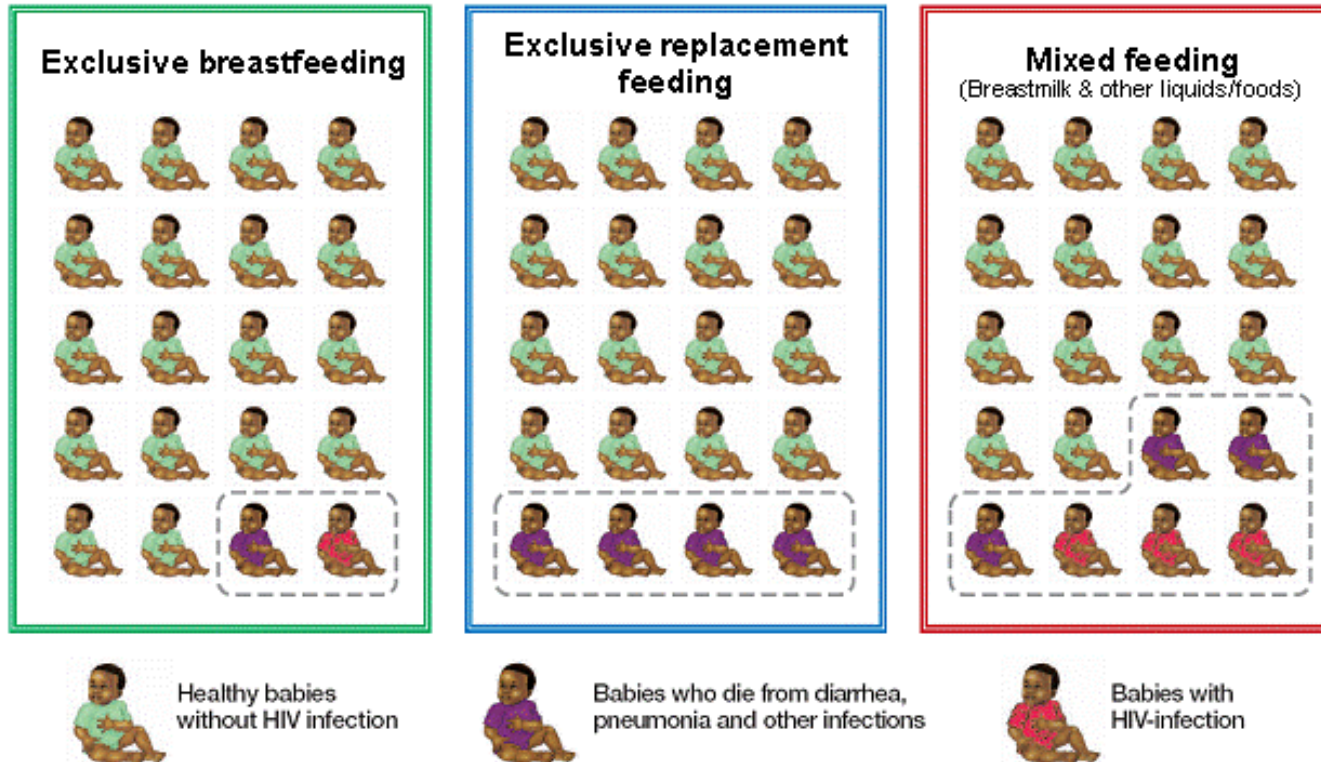 Exclusive breastfeeding
Exclusive replacement
feeding
Mixed feeding
(Breastmilk & other liquids/foods)
Healthy babies
without HIV infection
Babies who die from diarrhea,
pneumonia and other infections
Babies with
HIV-infection